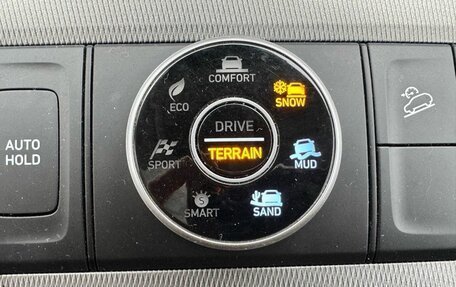 COMFORT
ECO
SNOW
DRIVE
AUTO
HOLD
TERRAIN
SPORT
MUD
S
SMART
SAND